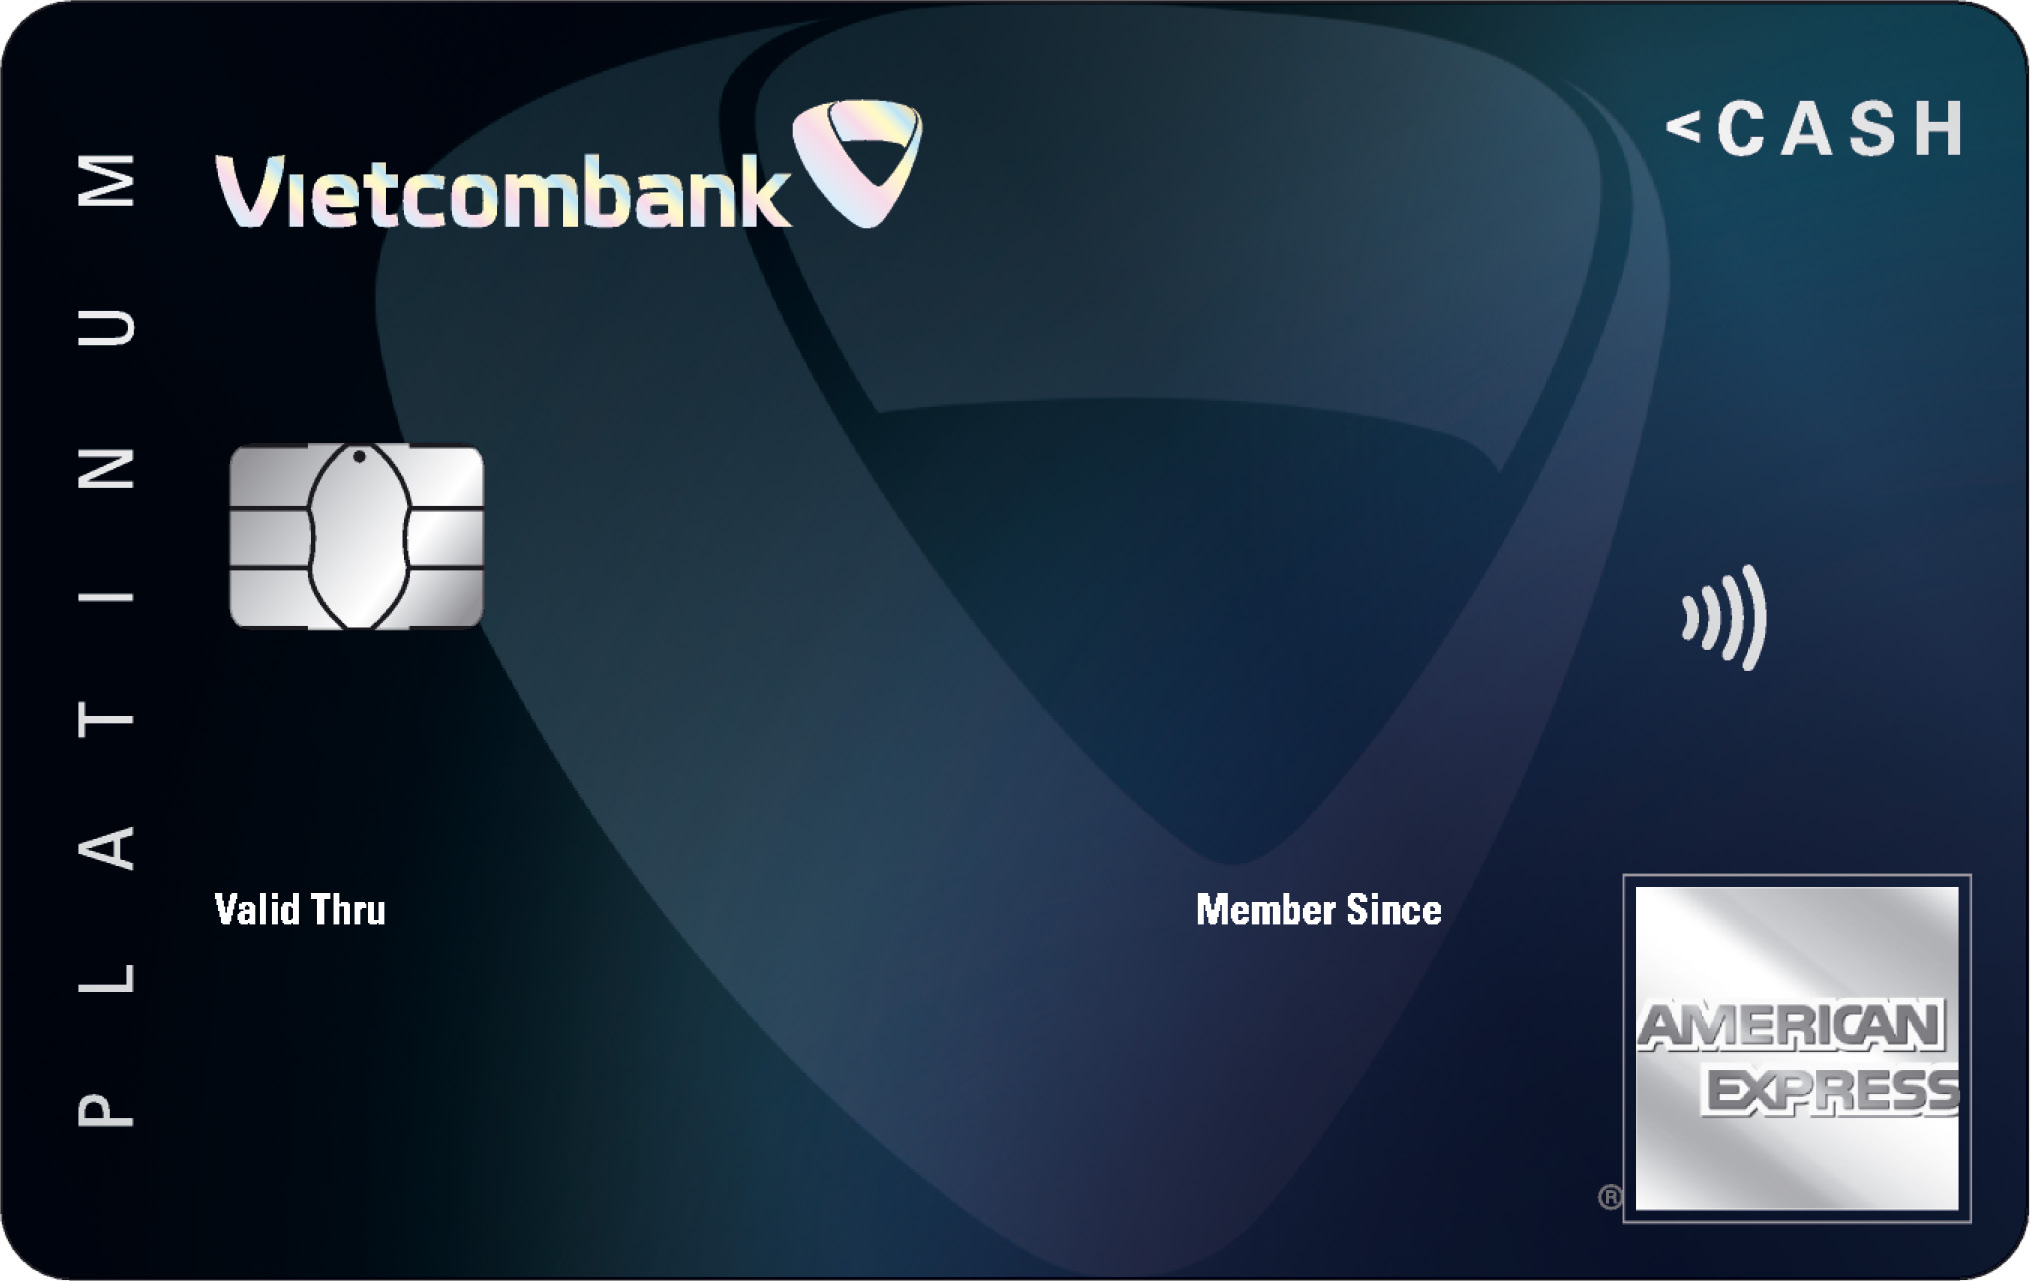 Vietcombank
<CASH
PLATINUM
Valid Thru
Member Since
AMERICAN
EXPRESS
®